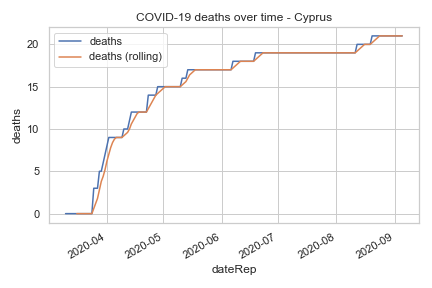 COVID-19 deaths over time - Cyprus
deaths
deaths (rolling)
20
15
10
5
0
deaths
2020-04
2020-05
2020-06
2020-07
2020-08
2020-09
dateRep